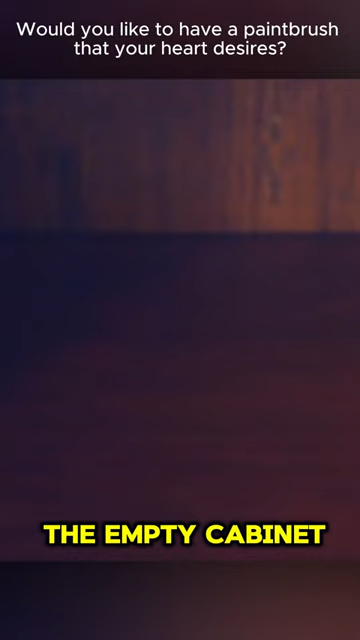 Would you like to have a paintbrush
that your heart desires?
THE EMPTY CABINET